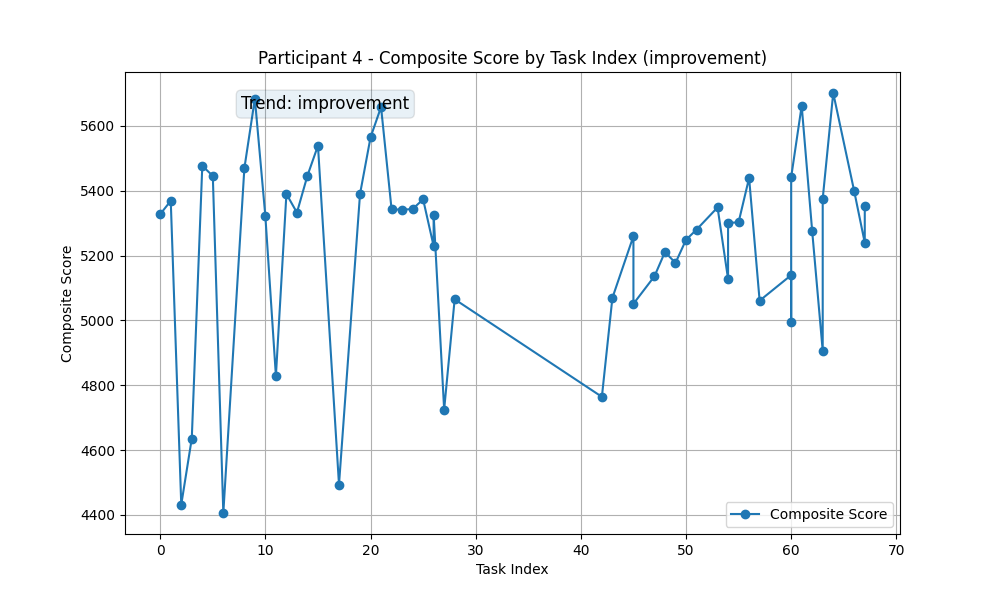 Participant 4 - Composite Score by Task Index (improvement)
Trend: improvement
5600
5400
5200
5000
4800
4600
4400
Composite Score
Composite Score
0 10 20 30 40 50 60 70
Task Index